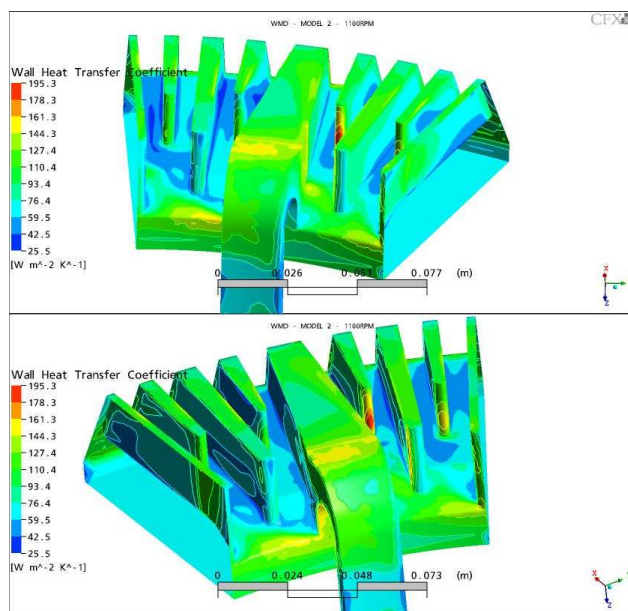 WMD - MODEL 2 - 1100RPM
CFX
Wall Heat Transfer Coefficient
195.3
178.3
161.3
144.3
127.4
110.4
93.4
76.4
59.5
42.5
25.5
[W m^-2 K^-1]
0 0.026 0.051 0.077 (m)
X
Z
WMD - MODEL 2 - 1100RPM
Wall Heat Transfer Coefficient
195.3
178.3
161.3
144.3
127.4
110.4
93.4
76.4
59.5
42.5
25.5
[W m^-2 K^-1]
0 0.024 0.048 0.073 (m)
X
Z